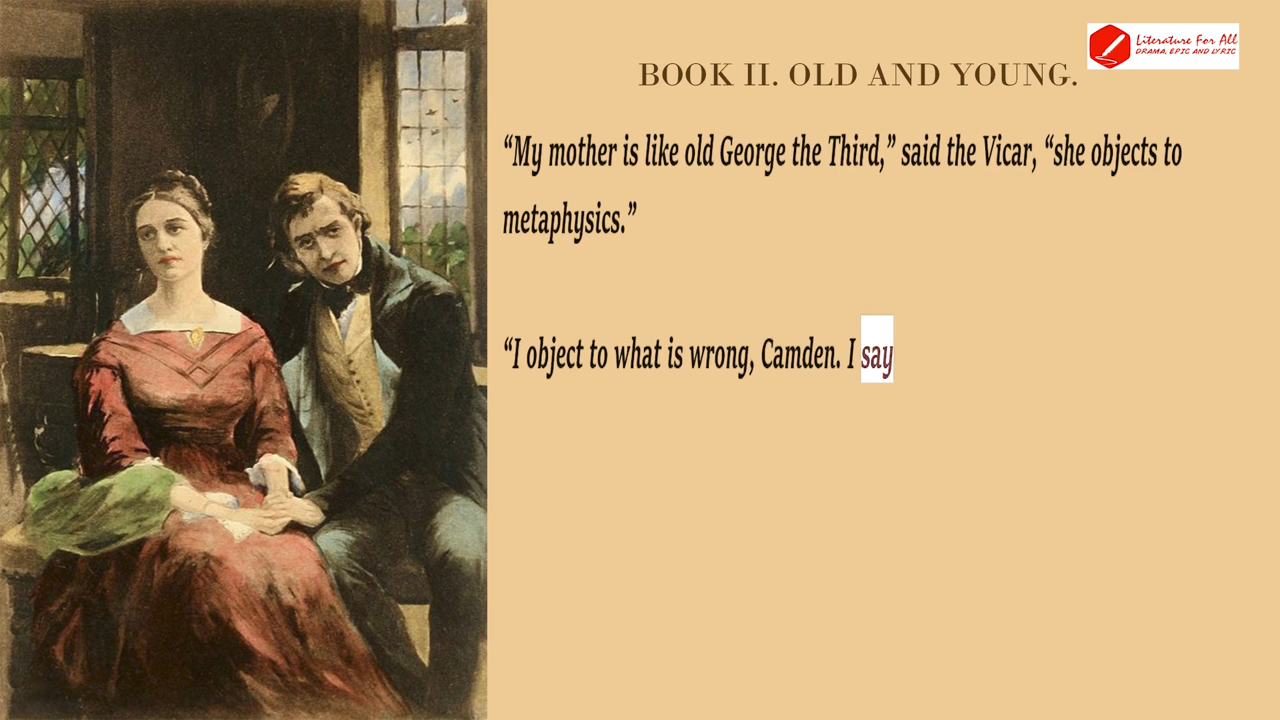 Literature For All
DRAMA, EPIC AND LYRIC
BOOK II. OLD AND YOUNG.
“My mother is like old George the Third,” said the Vicar, “she objects to
metaphysics.”
“I object to what is wrong, Camden. I say